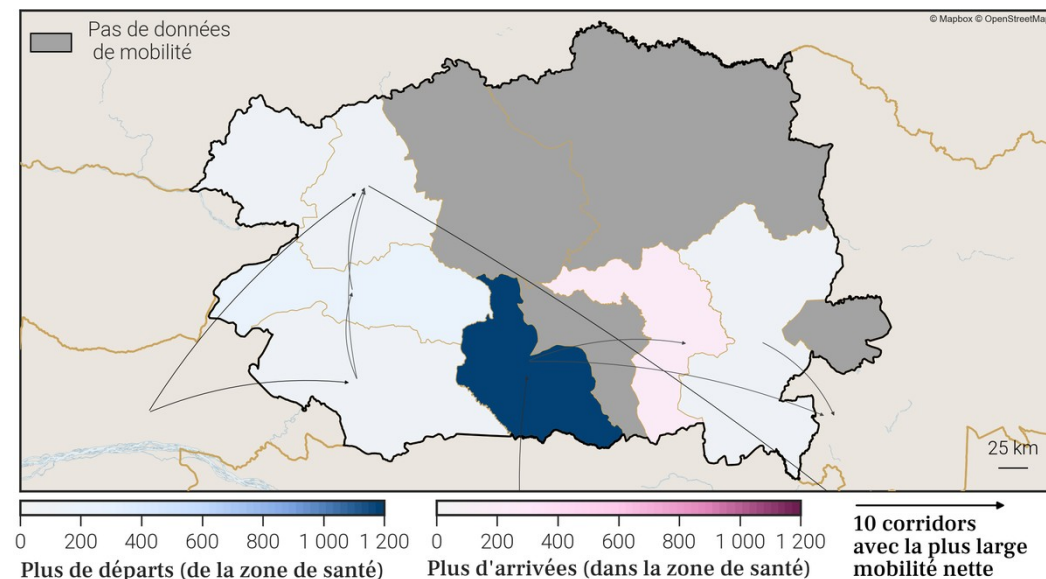 © Mapbox © OpenStreetMap
Pas de données
de mobilité
25 km
0 200 400 600 800 1 000 1 200
Plus de départs (de la zone de santé)
0 200 400 600 800 1 000 1 200
Plus d'arrivées (dans la zone de santé)
10 corridors
avec la plus large
mobilité nette